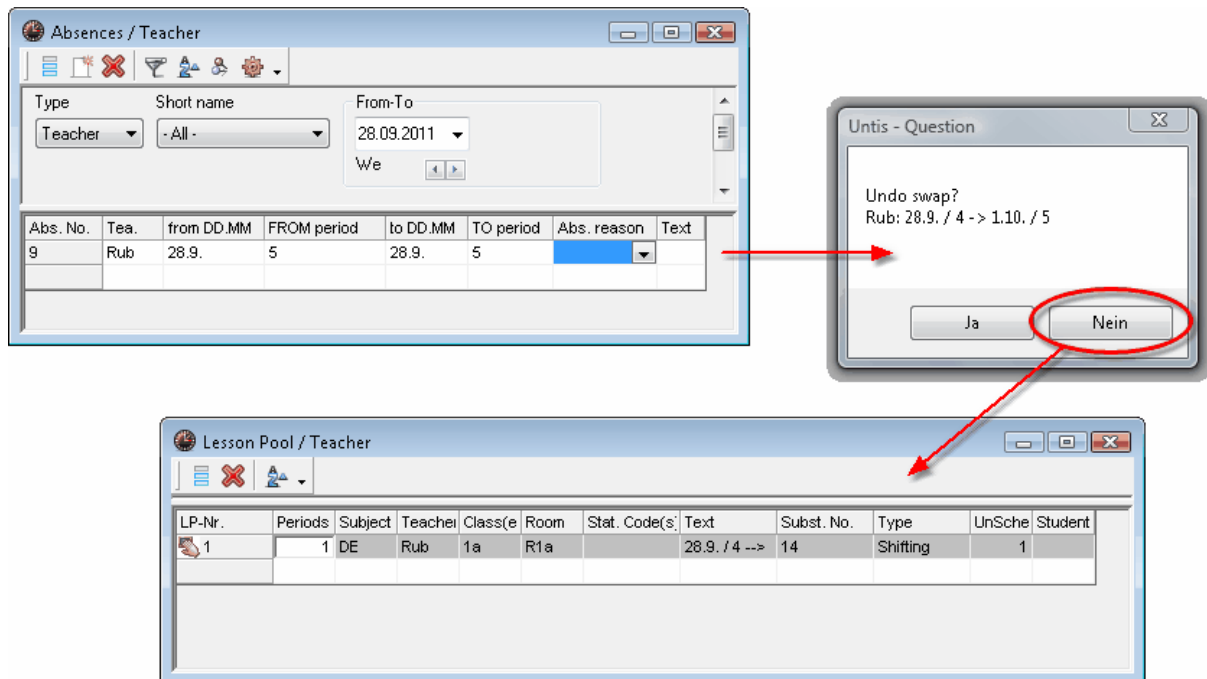 Absences / Teacher
Type Short name From-To
Teacher - All - 28.09.2011
We
Abs. No. Tea. from DD.MM FROM period to DD.MM TO period Abs. reason Text
9 Rub 28.9. 5 28.9. 5
Untis - Question
Undo swap?
Rub: 28.9. / 4 -> 1.10. / 5
Ja Nein
Lesson Pool / Teacher
LP-Nr. Periods Subject Teacher Class(e Room Stat. Code(s) Text Subst. No. Type UnSche Student
1 1 DE Rub 1a R1a 28.9. / 4 --> 14 Shifting 1